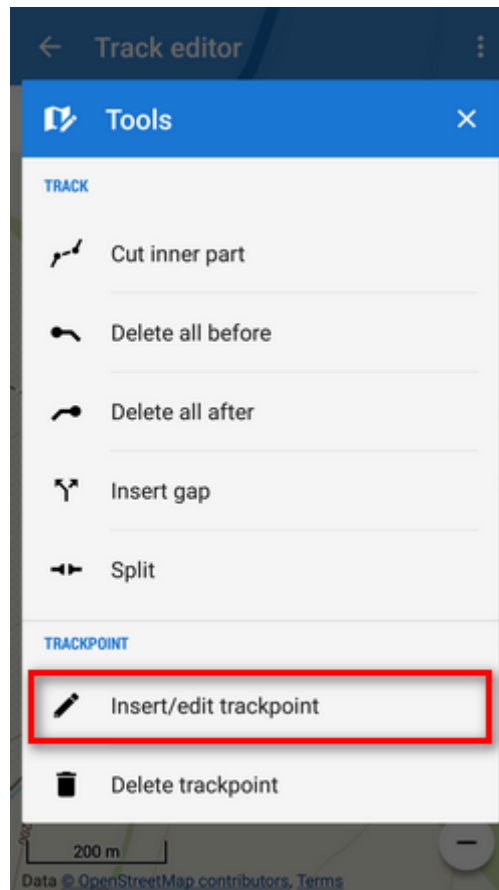 Track editor
Tools
TRACK
Cut inner part
Delete all before
Delete all after
Insert gap
Split
TRACKPOINT
Insert/edit trackpoint
Delete trackpoint
200
200 m
Data © OpenStreetMap contributors, Terms